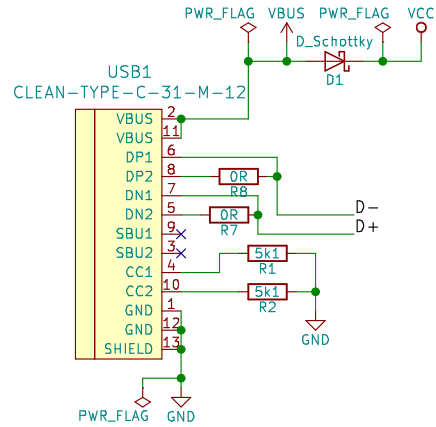 PWR_FLAG VBUS PWR_FLAG VCC
D_Schottky
D1
USB1
CLEAN-TYPE-C-31-M-12
VBUS 2
VBUS 11
DP1 6
DP2 8 0R
R8
DN1 7
D-
DN2 5 0R
R7
D+
SBU1 9
SBU2 3
CC1 4 5k1
R1
CC2 10 5k1
R2
GND 1
GND 12
GND
SHIELD 13
PWR_FLAG GND